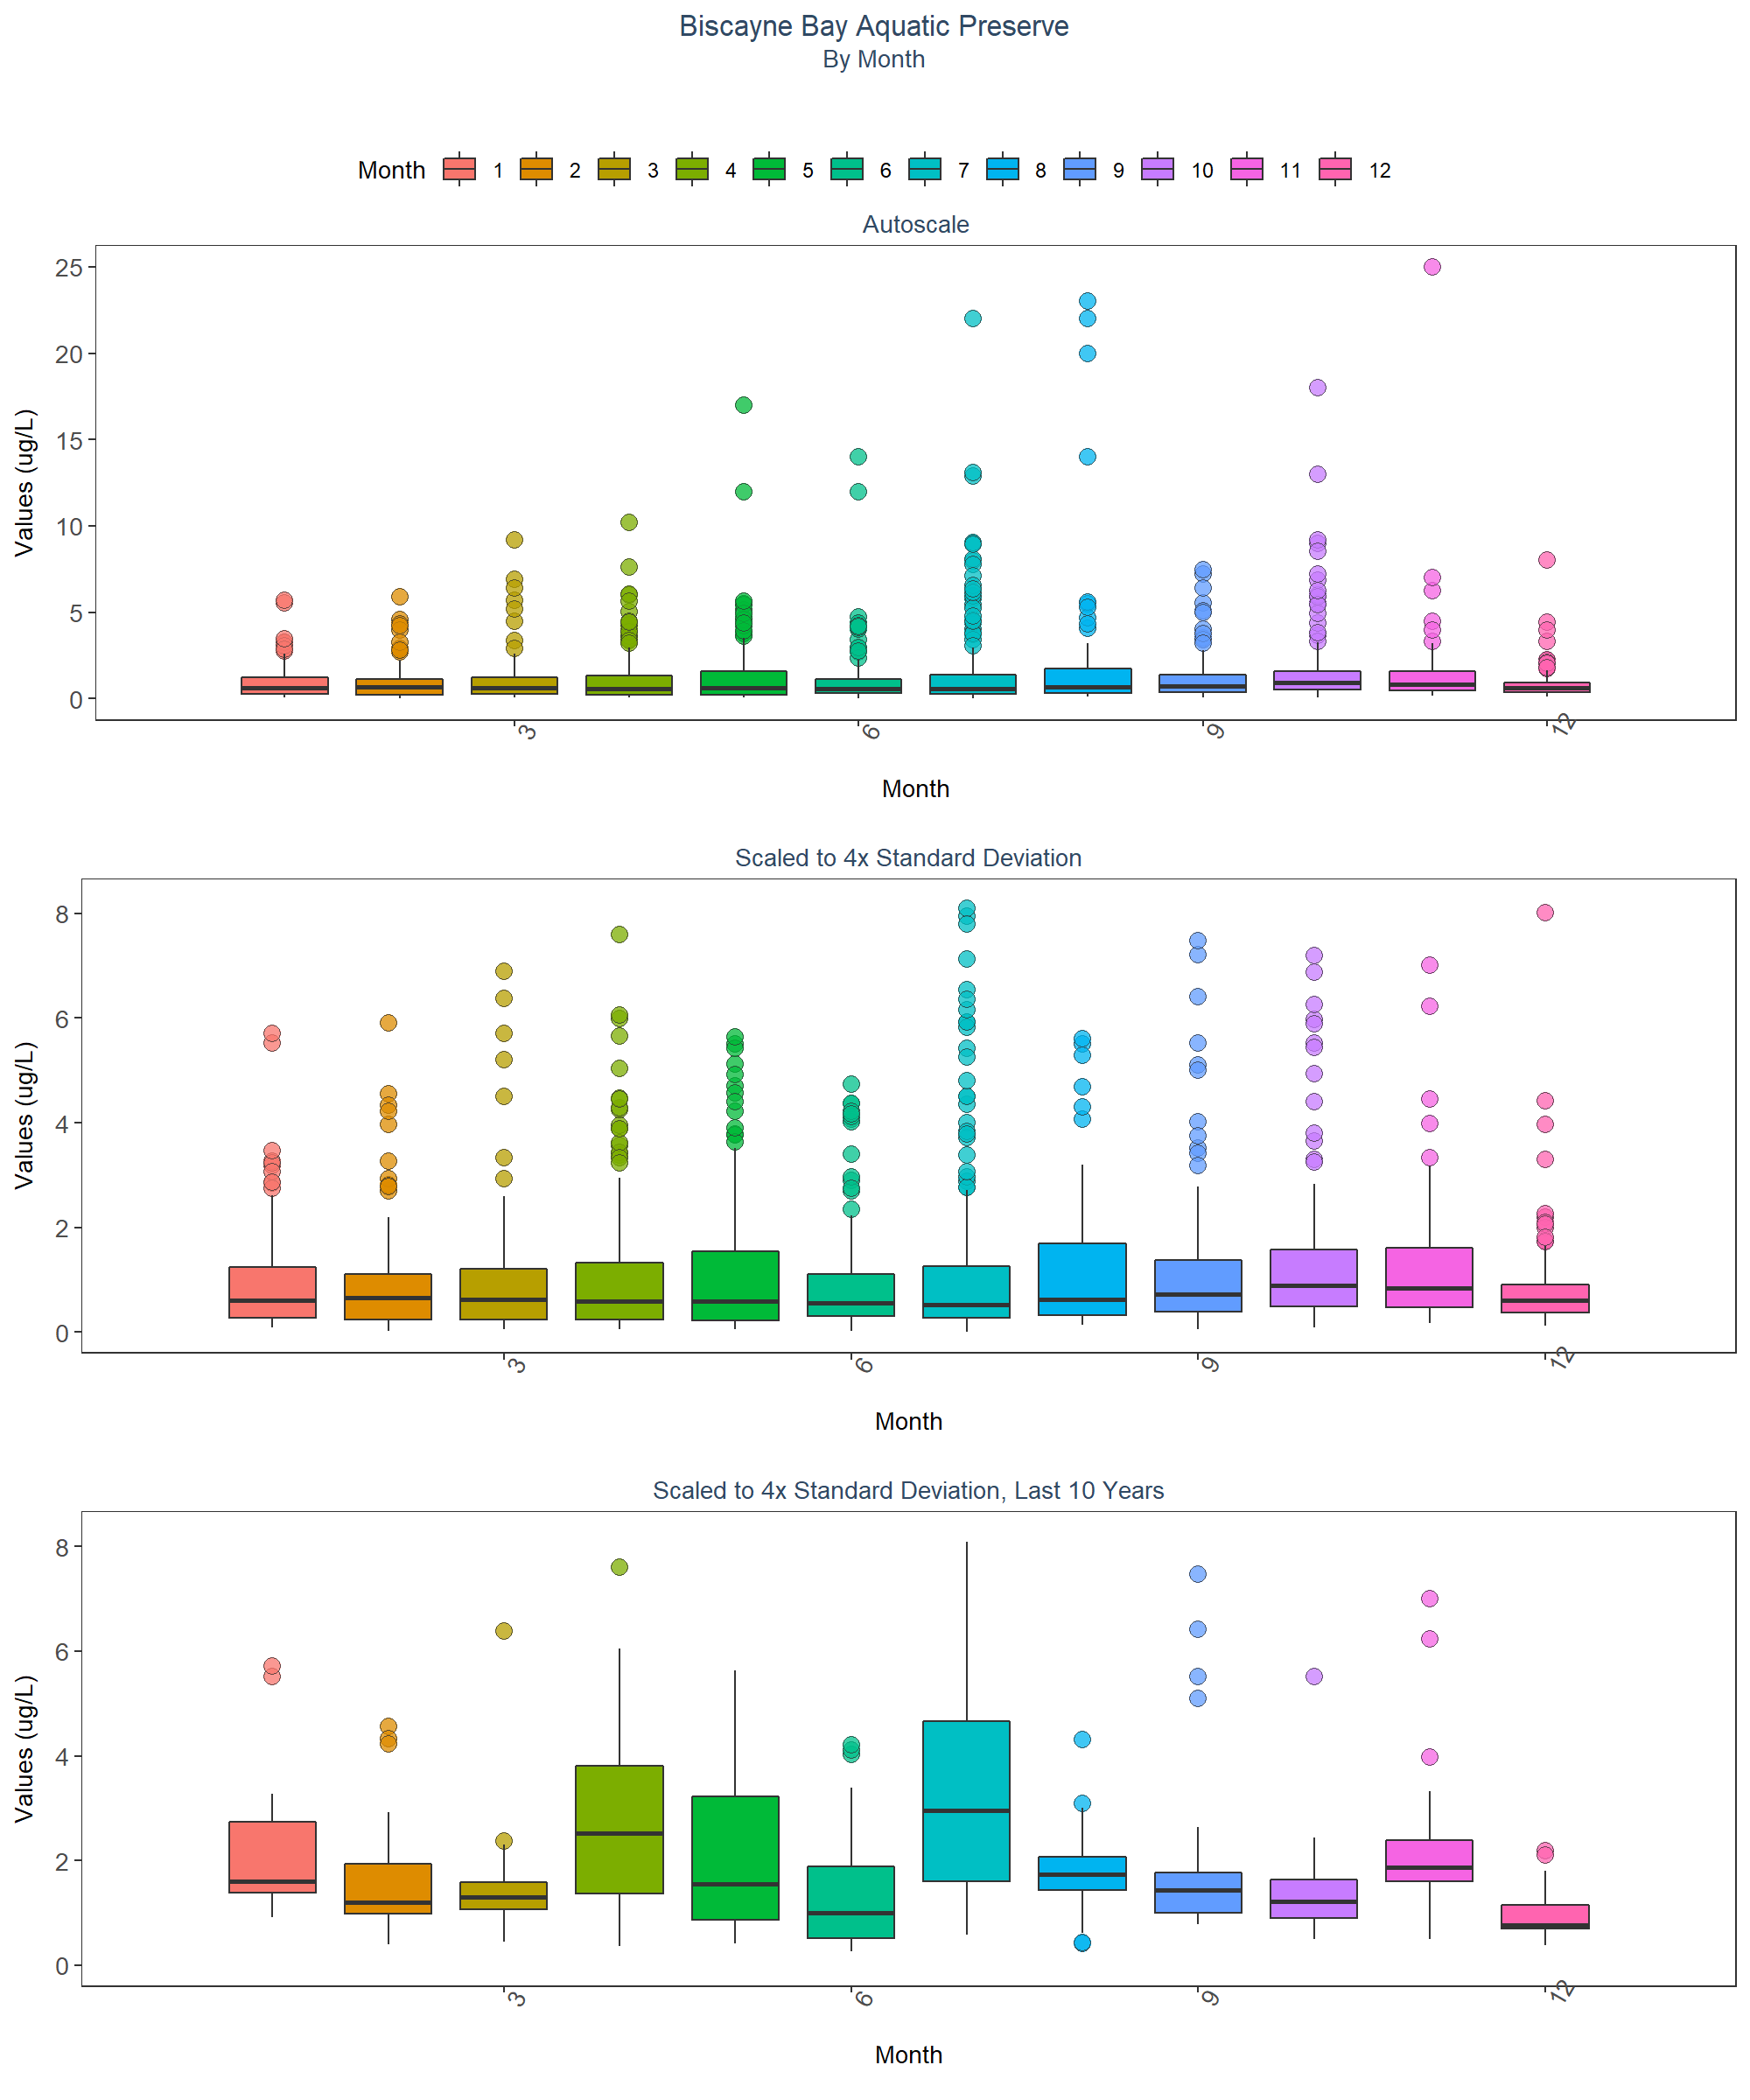 Biscayne Bay Aquatic Preserve
By Month
Month 1 2 3 4 5 6 7 8 9 10 11 12
Autoscale
Values (ug/L)
25
20
15
10
5
0
3 6 9 12
Month
Scaled to 4x Standard Deviation
Values (ug/L)
8
6
4
2
0
3 6 9 12
Month
Scaled to 4x Standard Deviation, Last 10 Years
Values (ug/L)
8
6
4
2
0
3 6 9 12
Month